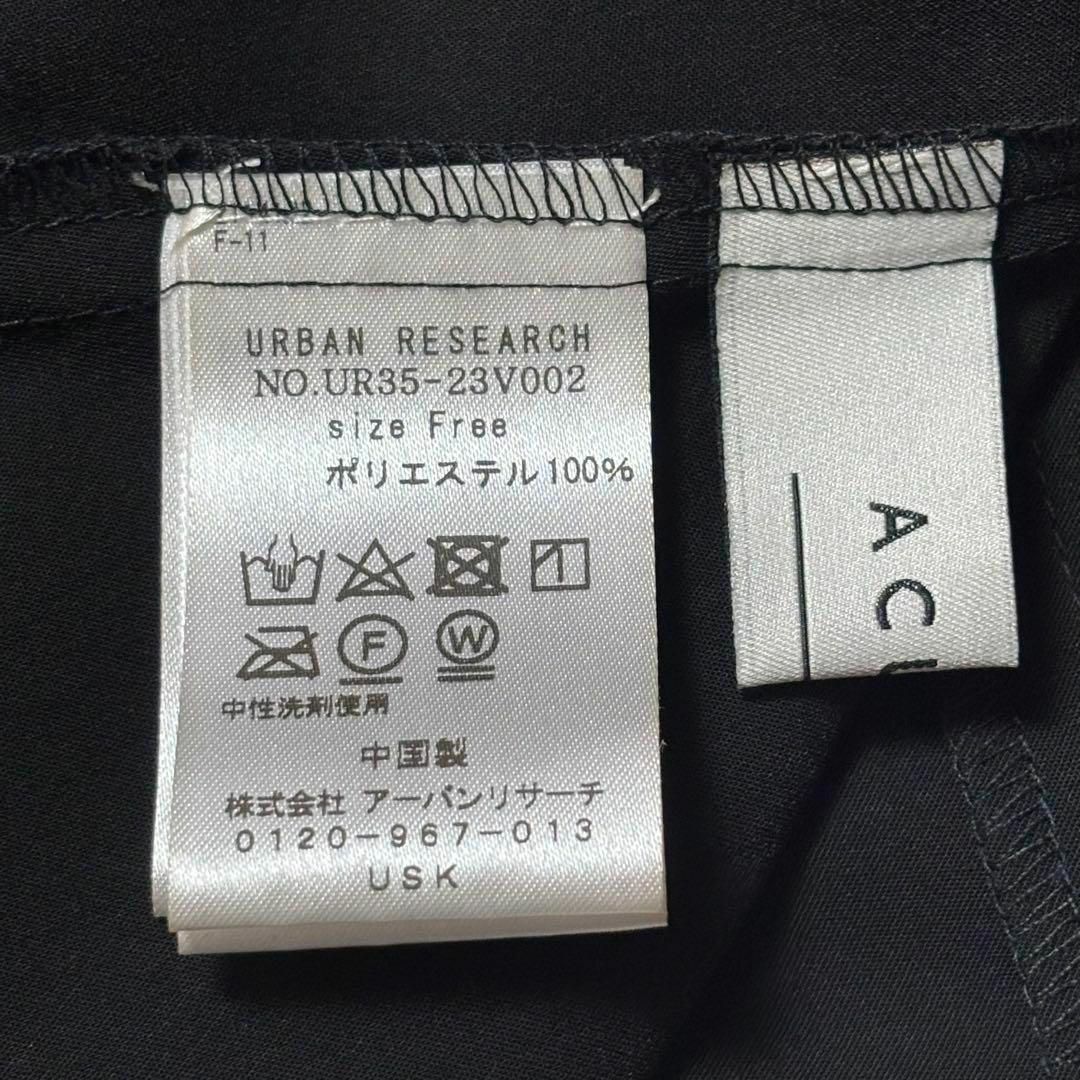 F-11
URBAN RESEARCH
NO.UR35-23V002
size Free
ポリエステル100%
F
W
中性洗剤使用
中国製
株式会社 アーバンリサーチ
0120-967-013
USK
ACU